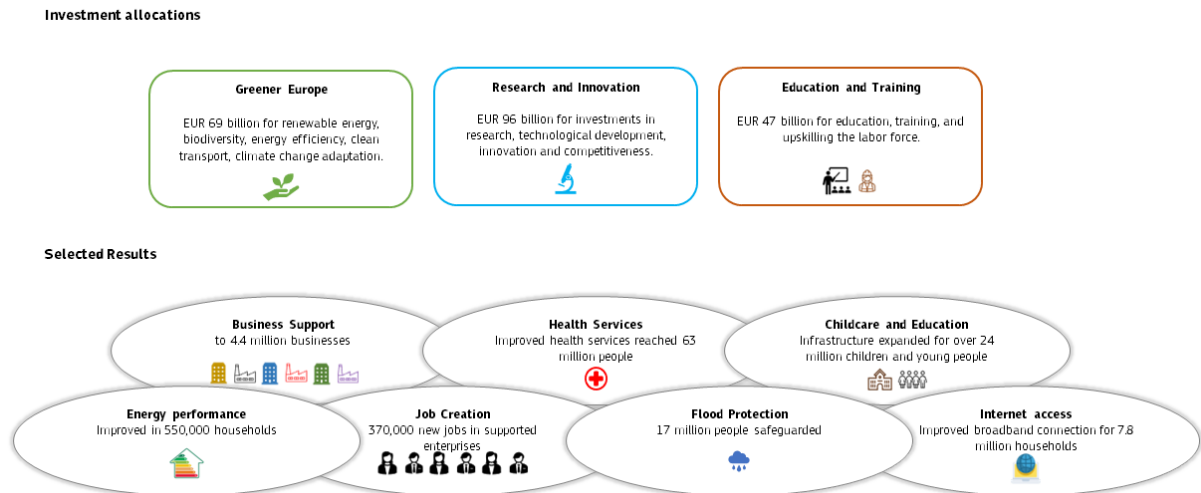 Investment allocations
Greener Europe
EUR 69 billion for renewable energy,
biodiversity, energy efficiency, clean
transport, climate change adaptation.
Research and Innovation
EUR 96 billion for investments in
research, technological development,
innovation and competitiveness.
Education and Training
EUR 47 billion for education, training, and
upskilling the labor force.
Selected Results
Business Support
to 4.4 million businesses
Health Services
Improved health services reached 63
million people
Childcare and Education
Infrastructure expanded for over 24
million children and young people
Energy performance
Improved in 550,000 households
Job Creation
370,000 new jobs in supported
enterprises
Flood Protection
17 million people safeguarded
Internet access
Improved broadband connection for 7.8
million households